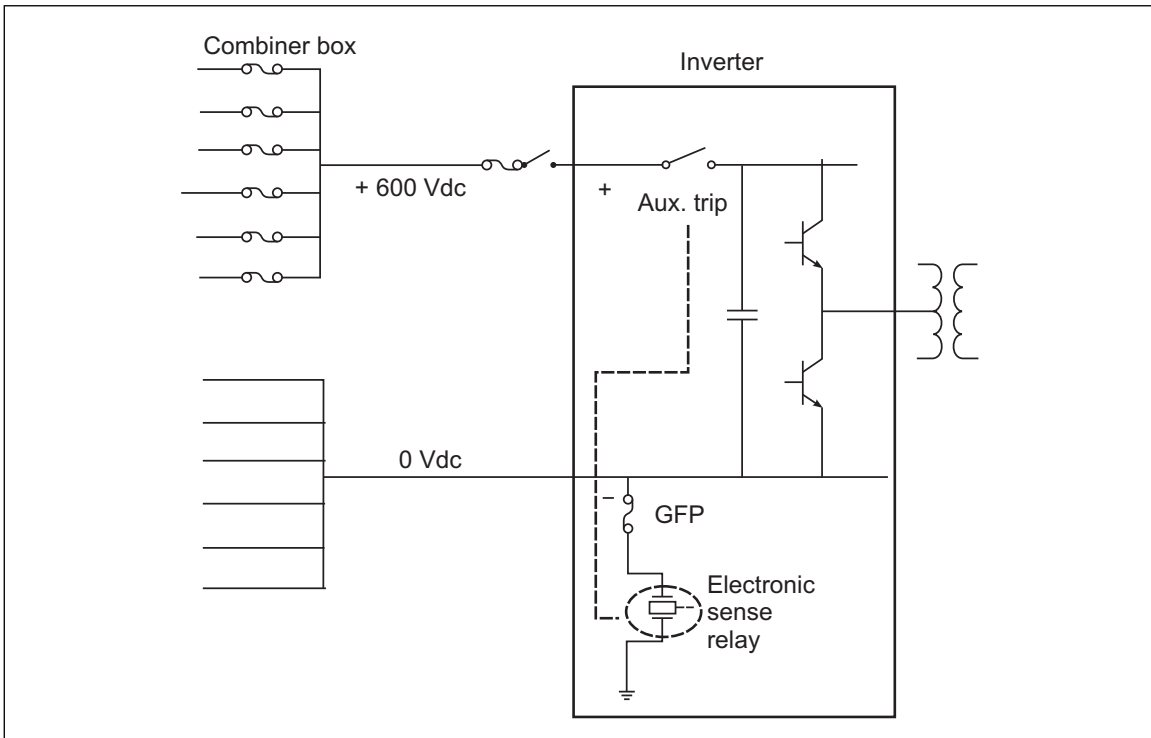 Combiner box
Inverter
+ 600 Vdc
+
Aux. trip
0 Vdc
–
GFP
Electronic
sense
relay